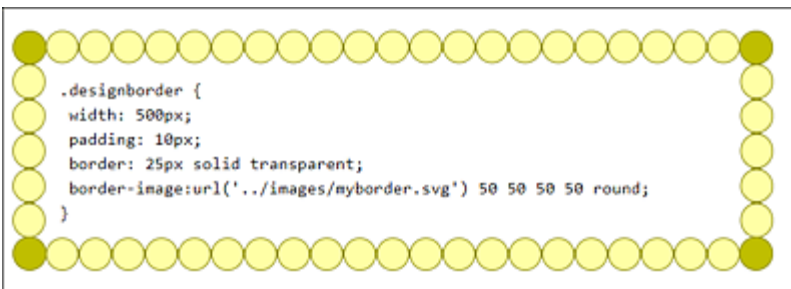 .designborder {
width: 500px;
padding: 10px;
border: 25px solid transparent;
border-image:url('../images/myborder.svg') 50 50 50 50 round;
}